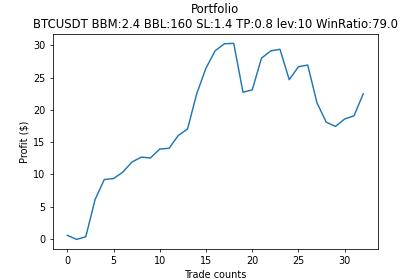 Portfolio
BTCUSDT BBM:2.4 BBL:160 SL:1.4 TP:0.8 lev:10 WinRatio:79.0
Profit ($)
30
25
20
15
10
5
0
0 5 10 15 20 25 30
Trade counts